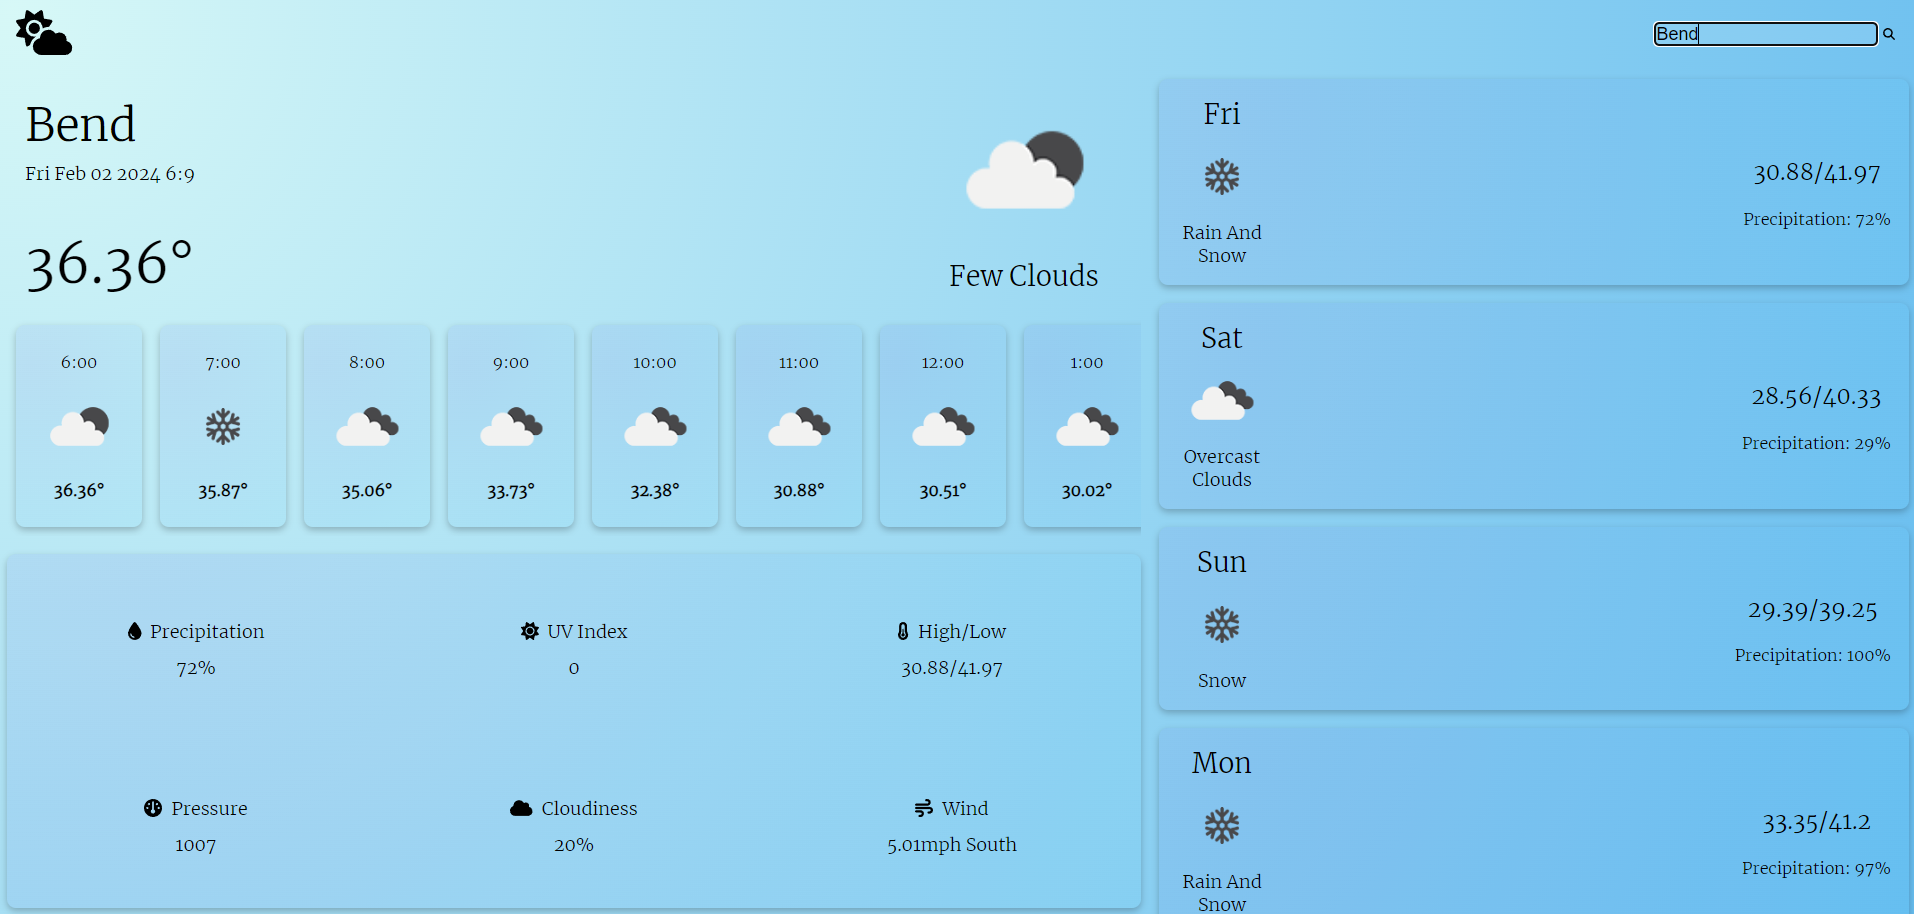 Bend
Bend
Fri Feb 02 2024 6:9
36.36°
Few Clouds
6:00
36.36°
7:00
35.87°
8:00
35.06°
9:00
33.73°
10:00
32.38°
11:00
30.88°
12:00
30.51°
1:00
30.02°
Precipitation
72%
UV Index
0
High/Low
30.88/41.97
Pressure
1007
Cloudiness
20%
Wind
5.01mph South
Fri
Rain And
Snow
30.88/41.97
Precipitation: 72%
Sat
Overcast
Clouds
28.56/40.33
Precipitation: 29%
Sun
Snow
29.39/39.25
Precipitation: 100%
Mon
Rain And
Snow
33.35/41.2
Precipitation: 97%